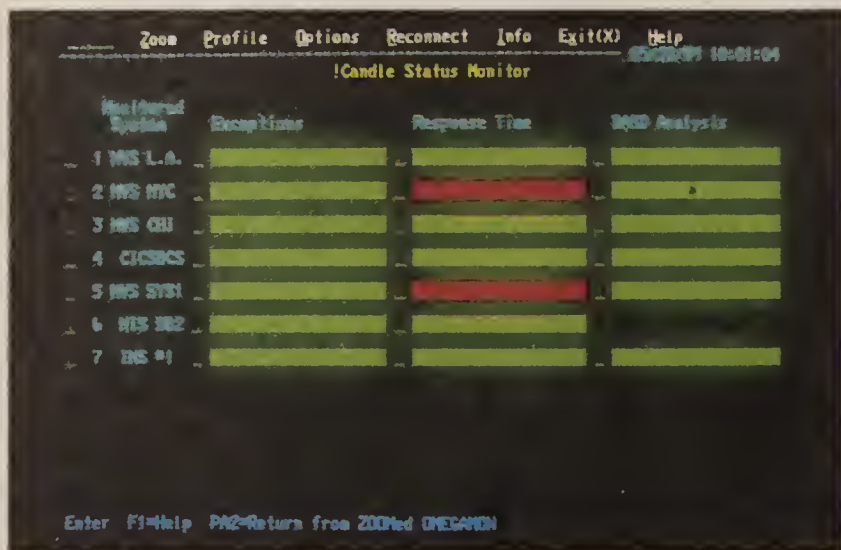 Zoom Profile Options Reconnect Info Exit(X) Help
10:01:04
!Candle Status Monitor
Monitored
System Exceptions Response Time DASD Analysis
1 MVS L.A.
2 MVS NYC
3 MVS CHI
4 CICSBCS
5 MVS SYS1
6 DB2
7 IMS #1
Enter F1=Help PA2=Return from ZOOMed OMEGAMON